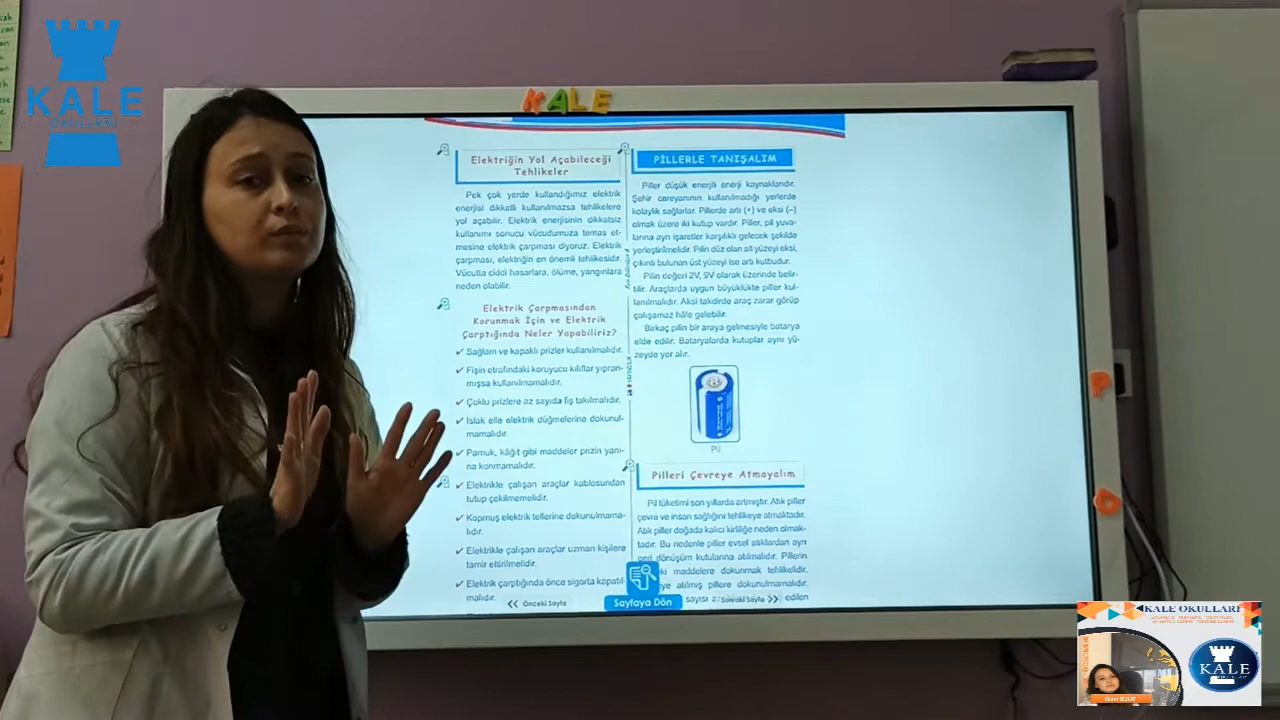 KALE
OKULLARI
KALE
Elektriğin Yol Açabileceği
Tehlikeler
Pek çok yerde kullandığımız elektrik
enerjisi dikkatli kullanılmazsa tehlikelere
yol açabilir. Elektrik enerjisinin dikkatsiz
kullanımı sonucu vücudumuza temas et-
mesine elektrik çarpması diyoruz. Elektrik
çarpması, elektriğin en önemli tehlikesidir.
Vücutta ciddi hasarlara, ölüme, yangınlara
neden olabilir.
Elektrik Çarpmasından
Korunmak İçin ve Elektrik
Çarptığında Neler Yapabiliriz?
✓ Sağlam ve kapaklı prizler kullanılmalıdır.
✓ Fişin etrafındaki koruyucu kılıflar yıpran-
mışsa kullanılmamalıdır.
✓ Çoklu prizlere az sayıda fiş takılmalıdır.
✓ Islak elle elektrik düğmelerine dokunul-
mamalıdır.
✓ Pamuk, kâğıt gibi maddeler prizin yanı-
na konmamalıdır.
✓ Elektrikle çalışan araçlar kablosundan
tutup çekilmemelidir.
✓ Kopmuş elektrik tellerine dokunulmama-
lıdır.
✓ Elektrikle çalışan araçlar uzman kişilere
tamir ettirilmelidir.
✓ Elektrik çarptığında önce sigorta kapatıl-
malıdır.
PİLLERLE TANIŞALIM
Piller düşük enerjili enerji kaynaklarıdır.
Şehir cereyanının kullanılmadığı yerlerde
kolaylık sağlarlar. Pillerde artı (+) ve eksi (–)
olmak üzere iki kutup vardır. Piller, pil yuva-
larına ayrı işaretler karşılıklı gelecek şekilde
yerleştirilmelidir. Pilin düz olan alt yüzeyi eksi,
çıkıntı bulunan üst yüzeyi ise artı kutbudur.
Pilin değeri 2V, 9V olarak üzerinde belir-
tilir. Araçlarda uygun büyüklükte piller kul-
lanılmalıdır. Aksi takdirde araç zarar görüp
çalışamaz hâle gelebilir.
Birkaç pilin bir araya gelmesiyle batarya
elde edilir. Bataryalarda kutuplar aynı yü-
zeyde yer alır.
Pil
Pilleri Çevreye Atmayalım
Pil tüketimi son yıllarda artmıştır. Atık piller
çevre ve insan sağlığını tehlikeye atmaktadır.
Atık piller doğada kalıcı kirliliğe neden olmak-
tadır. Bu nedenle piller evsel atıklardan ayrı
geri dönüşüm kutularına atılmalıdır. Pillerin
maddelere dokunmak tehlikelidir.
atılmış pillere dokunulmamalıdır.
sayısı edilen
Önceki Sayfa
Sayfaya Dön
Sonraki Sayfa
KALE OKULLARI
KALE